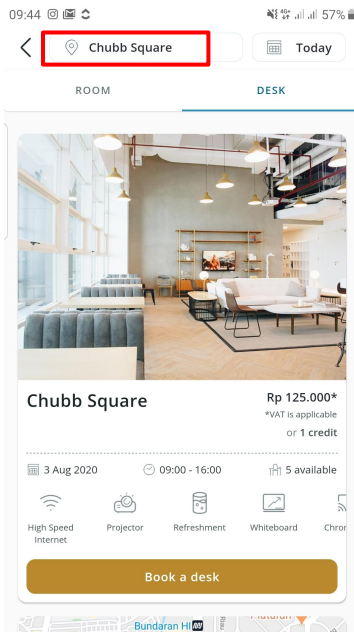 09:44 4G+ 57%
Chubb Square Today
ROOM DESK
Chubb Square Rp 125.000*
*VAT is applicable
or 1 credit
3 Aug 2020 09:00 - 16:00 5 available
High Speed Projector Refreshment Whiteboard Chror
Internet
Book a desk
Bundaran HI